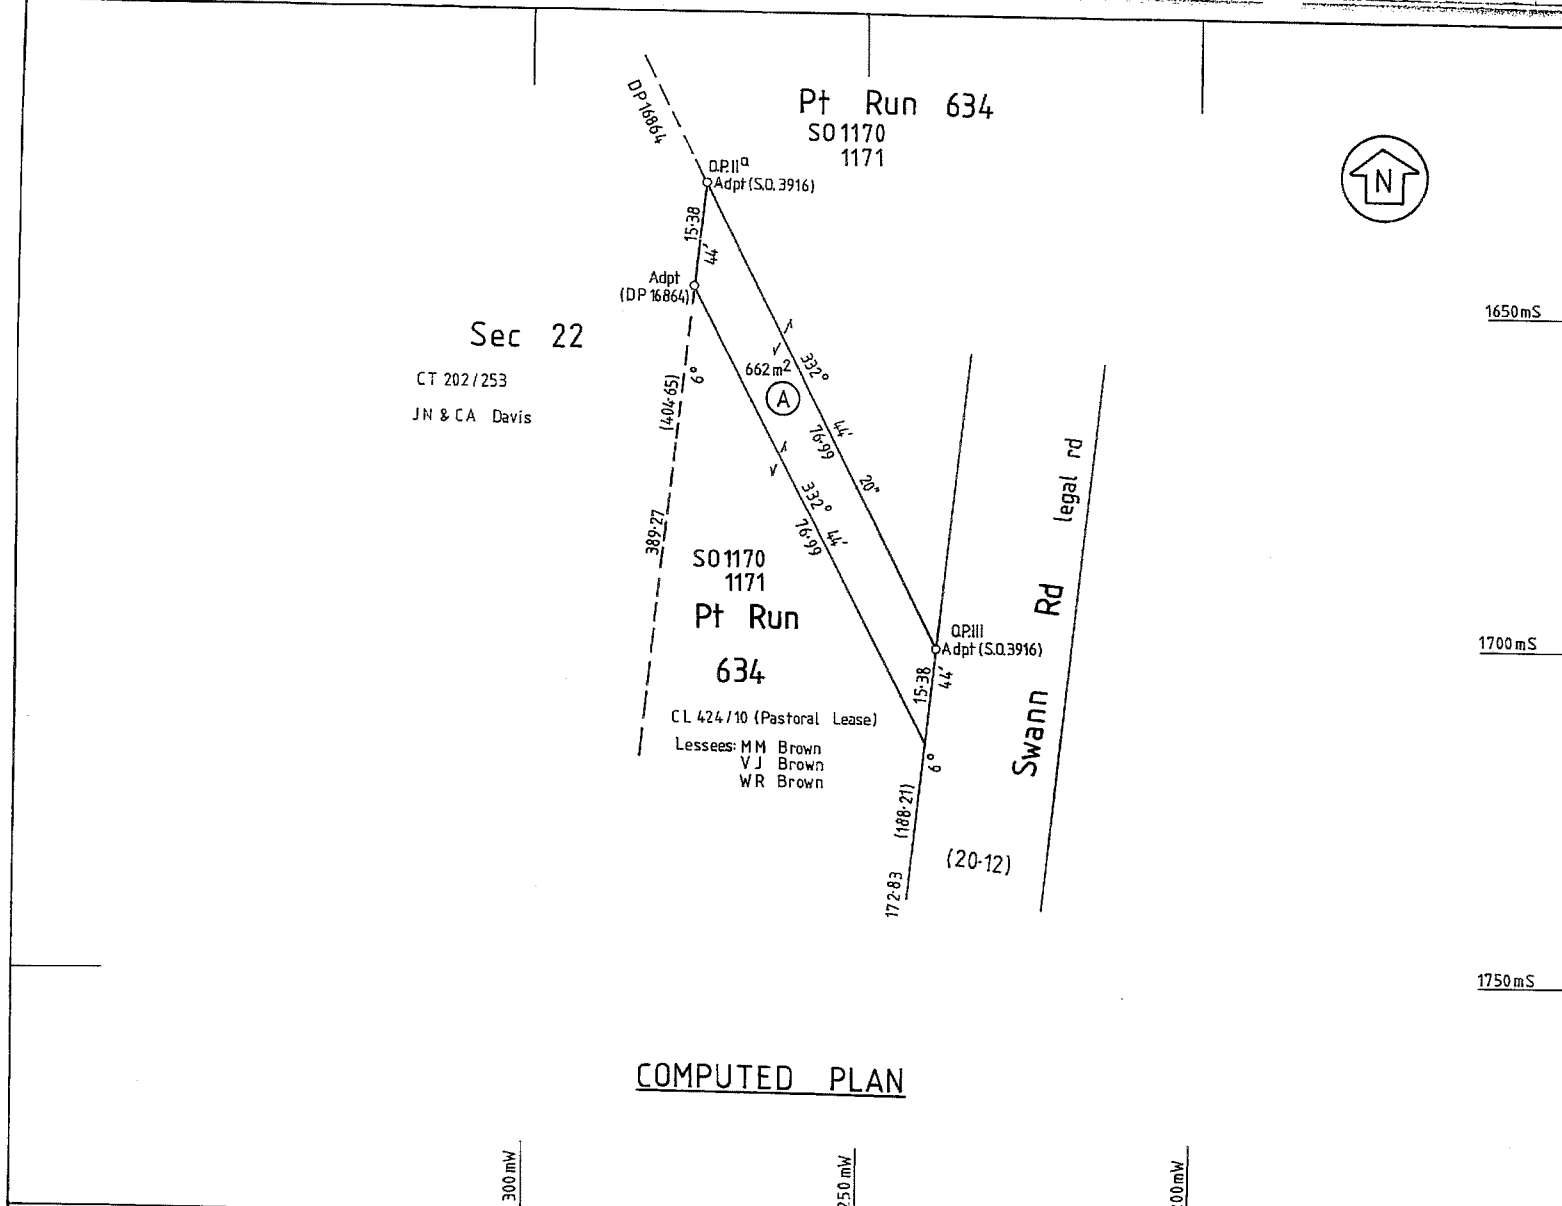 DP 16864
Pt Run 634
SO 1170
1171
O.P.IIᵃ
Adpt (S.O. 3916)
N
15·38
44'
Adpt
(DP 16864)
1650mS
Sec 22
CT 202/253
JN & CA Davis
(404·65)
6°
389·27
662m²
A
332°
44'
20"
76·99
332°
44'
76·99
legal rd
Swann Rd
SO 1170
1171
Pt Run
634
CL 424/10 (Pastoral Lease)
Lessees: MM Brown
VJ Brown
WR Brown
O.P.III
Adpt (S.O. 3916)
1700mS
15·38
44'
6°
(188·21)
172·83
(20·12)
1750mS
COMPUTED PLAN
300mW
250mW
00mW